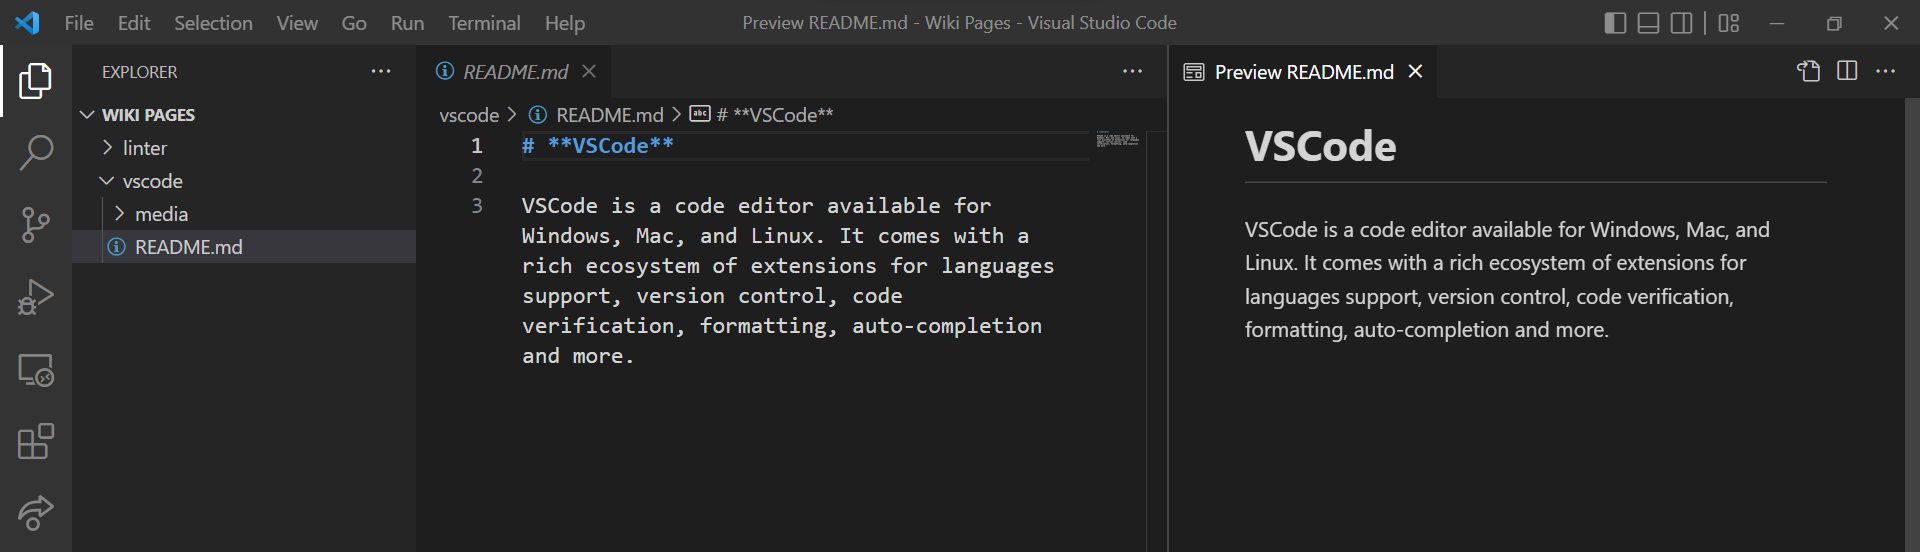 File Edit Selection View Go Run Terminal Help
Preview README.md - Wiki Pages - Visual Studio Code
EXPLORER
WIKI PAGES
linter
vscode
media
README.md
README.md
vscode > README.md > # **VSCode**
1 # **VSCode**
2
3 VSCode is a code editor available for
Windows, Mac, and Linux. It comes with a
rich ecosystem of extensions for languages
support, version control, code
verification, formatting, auto-completion
and more.
Preview README.md
VSCode
VSCode is a code editor available for Windows, Mac, and
Linux. It comes with a rich ecosystem of extensions for
languages support, version control, code verification,
formatting, auto-completion and more.